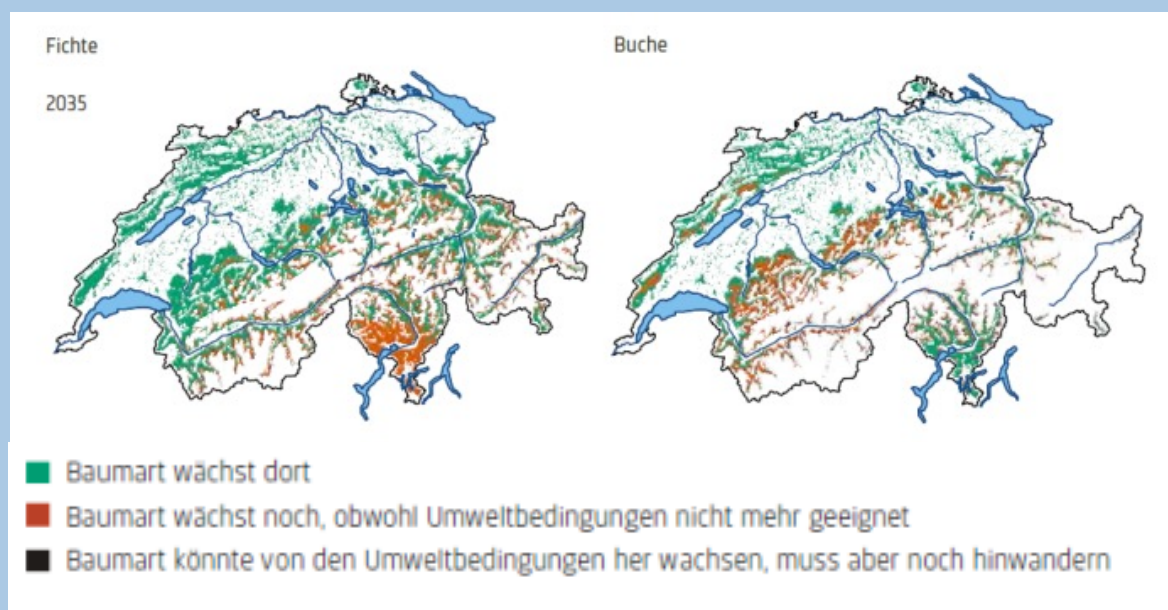 Fichte
Buche
2035
Baumart wächst dort
Baumart wächst noch, obwohl Umweltbedingungen nicht mehr geeignet
Baumart könnte von den Umweltbedingungen her wachsen, muss aber noch hinwandern